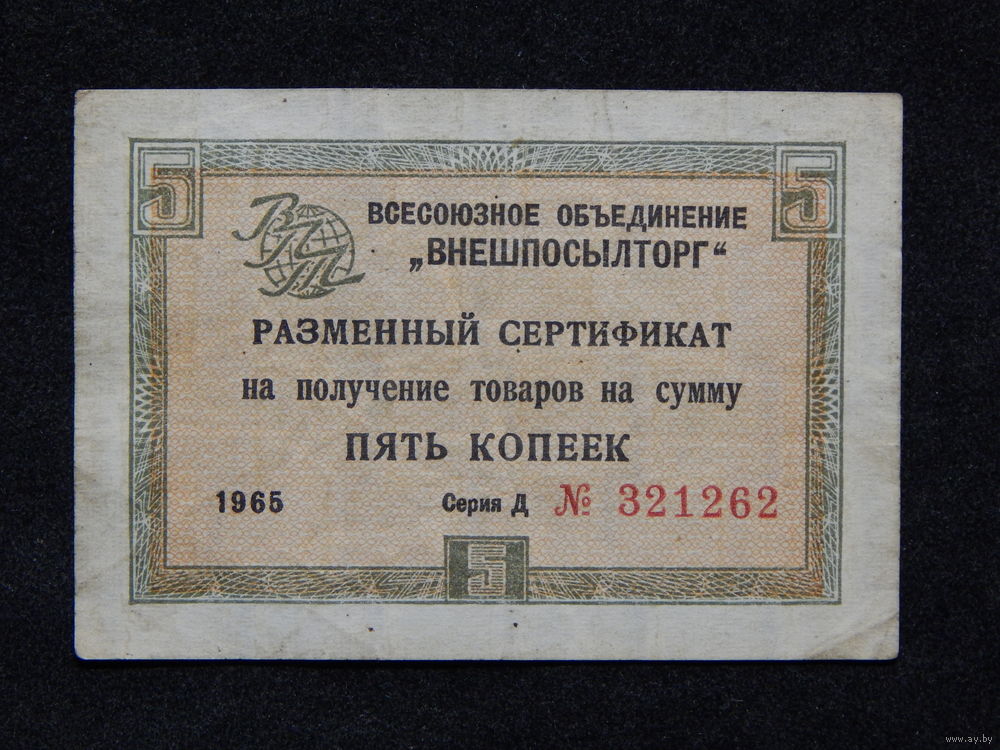 5 5
ВПТ
ВСЕСОЮЗНОЕ ОБЪЕДИНЕНИЕ
„ВНЕШПОСЫЛТОРГ“
РАЗМЕННЫЙ СЕРТИФИКАТ
на получение товаров на сумму
ПЯТЬ КОПЕЕК
1965 Серия Д № 321262
5
www.ay.by